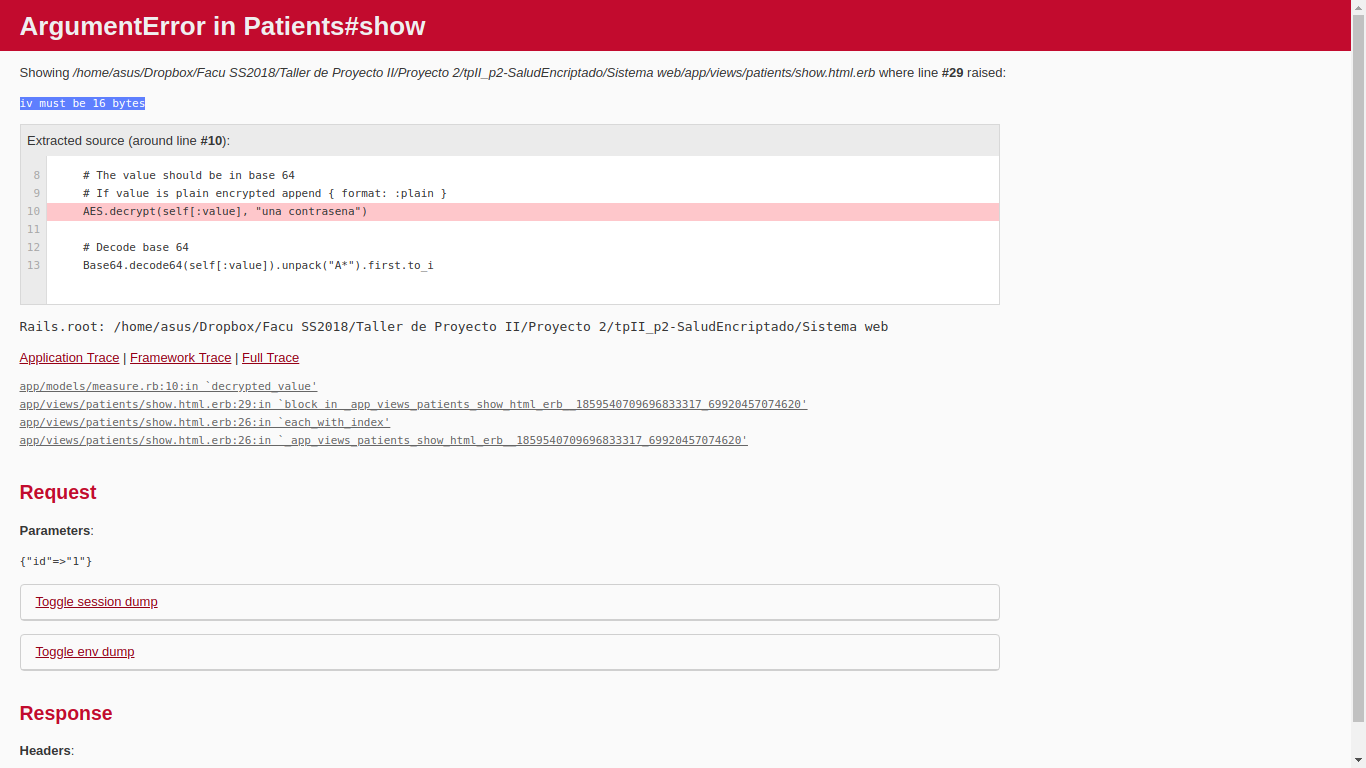 ArgumentError in Patients#show
Showing /home/asus/Dropbox/Facu SS2018/Taller de Proyecto II/Proyecto 2/tpII_p2-SaludEncriptado/Sistema web/app/views/patients/show.html.erb where line #29 raised:
iv must be 16 bytes
Extracted source (around line #10):
8 # The value should be in base 64
9 # If value is plain encrypted append { format: :plain }
10 AES.decrypt(self[:value], "una contrasena")
11
12 # Decode base 64
13 Base64.decode64(self[:value]).unpack("A*").first.to_i
Rails.root: /home/asus/Dropbox/Facu SS2018/Taller de Proyecto II/Proyecto 2/tpII_p2-SaludEncriptado/Sistema web
Application Trace | Framework Trace | Full Trace
app/models/measure.rb:10:in `decrypted_value'
app/views/patients/show.html.erb:29:in `block in _app_views_patients_show_html_erb__1859540709696833317_69920457074620'
app/views/patients/show.html.erb:26:in `each_with_index'
app/views/patients/show.html.erb:26:in `_app_views_patients_show_html_erb__1859540709696833317_69920457074620'
Request
Parameters:
{"id"=>"1"}
Toggle session dump
Toggle env dump
Response
Headers: